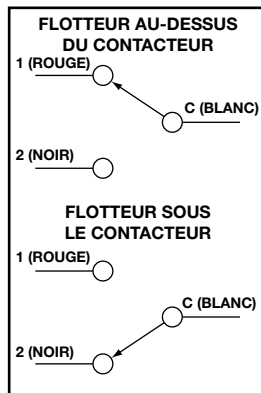 FLOTTEUR AU-DESSUS
DU CONTACTEUR
1 (ROUGE)
C (BLANC)
2 (NOIR)
FLOTTEUR SOUS
LE CONTACTEUR
1 (ROUGE)
C (BLANC)
2 (NOIR)